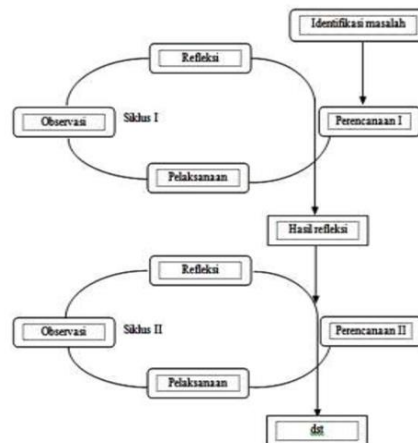 Identifikasi masalah
Refleksi
Observasi
Siklus I
Perencanaan I
Pelaksanaan
Hasil refleksi
Refleksi
Observasi
Siklus II
Perencanaan II
Pelaksanaan
dst